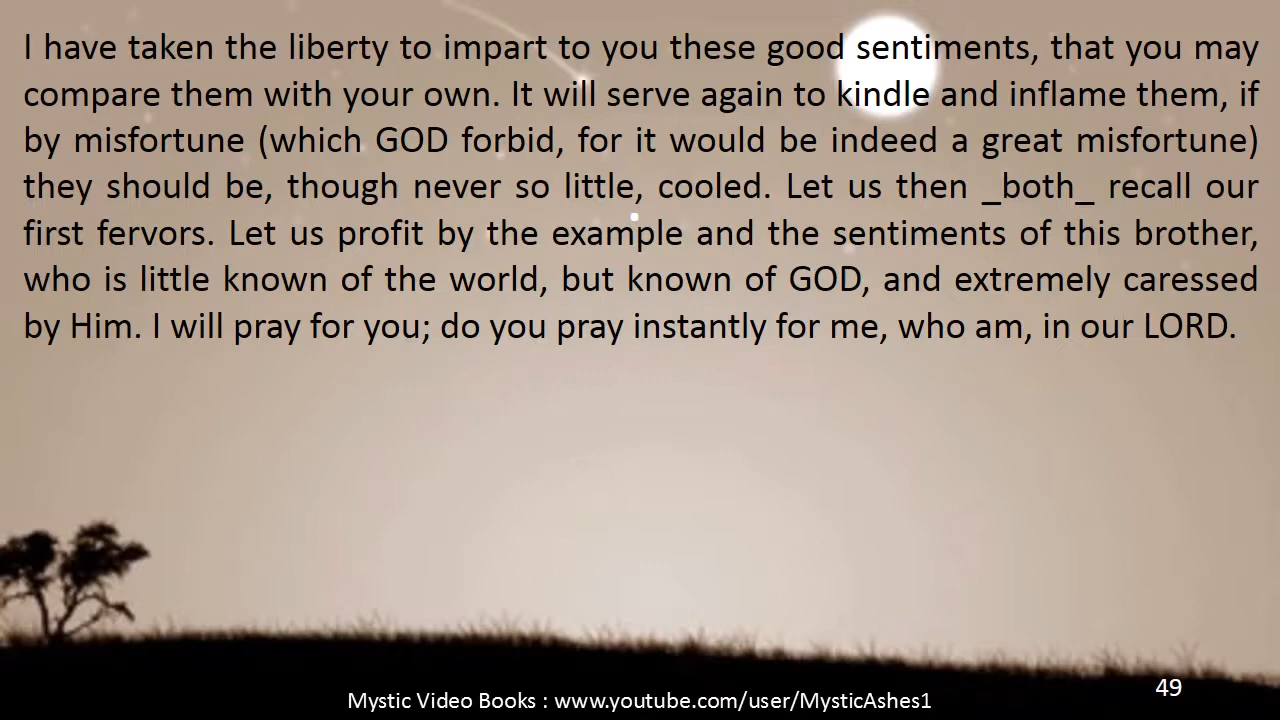 I have taken the liberty to impart to you these good sentiments, that you may
compare them with your own. It will serve again to kindle and inflame them, if
by misfortune (which GOD forbid, for it would be indeed a great misfortune)
they should be, though never so little, cooled. Let us then _both_ recall our
first fervors. Let us profit by the example and the sentiments of this brother,
who is little known of the world, but known of GOD, and extremely caressed
by Him. I will pray for you; do you pray instantly for me, who am, in our LORD.
49
Mystic Video Books : www.youtube.com/user/MysticAshes1